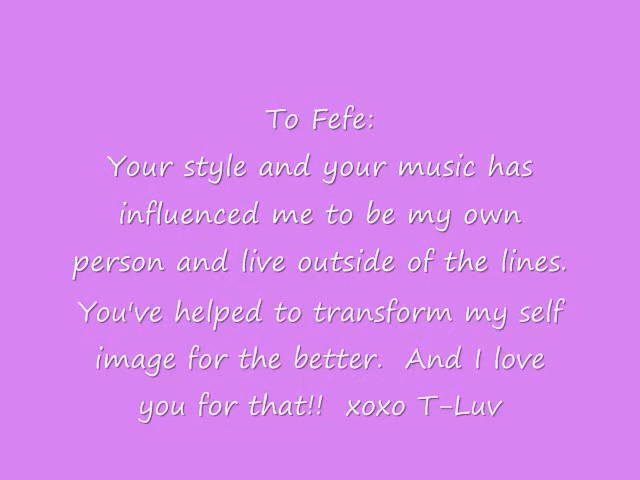 To Fefe:
Your style and your music has
influenced me to be my own
person and live outside of the lines.
You've helped to transform my self
image for the better.  And I love
you for that!!  xoxo T-Luv